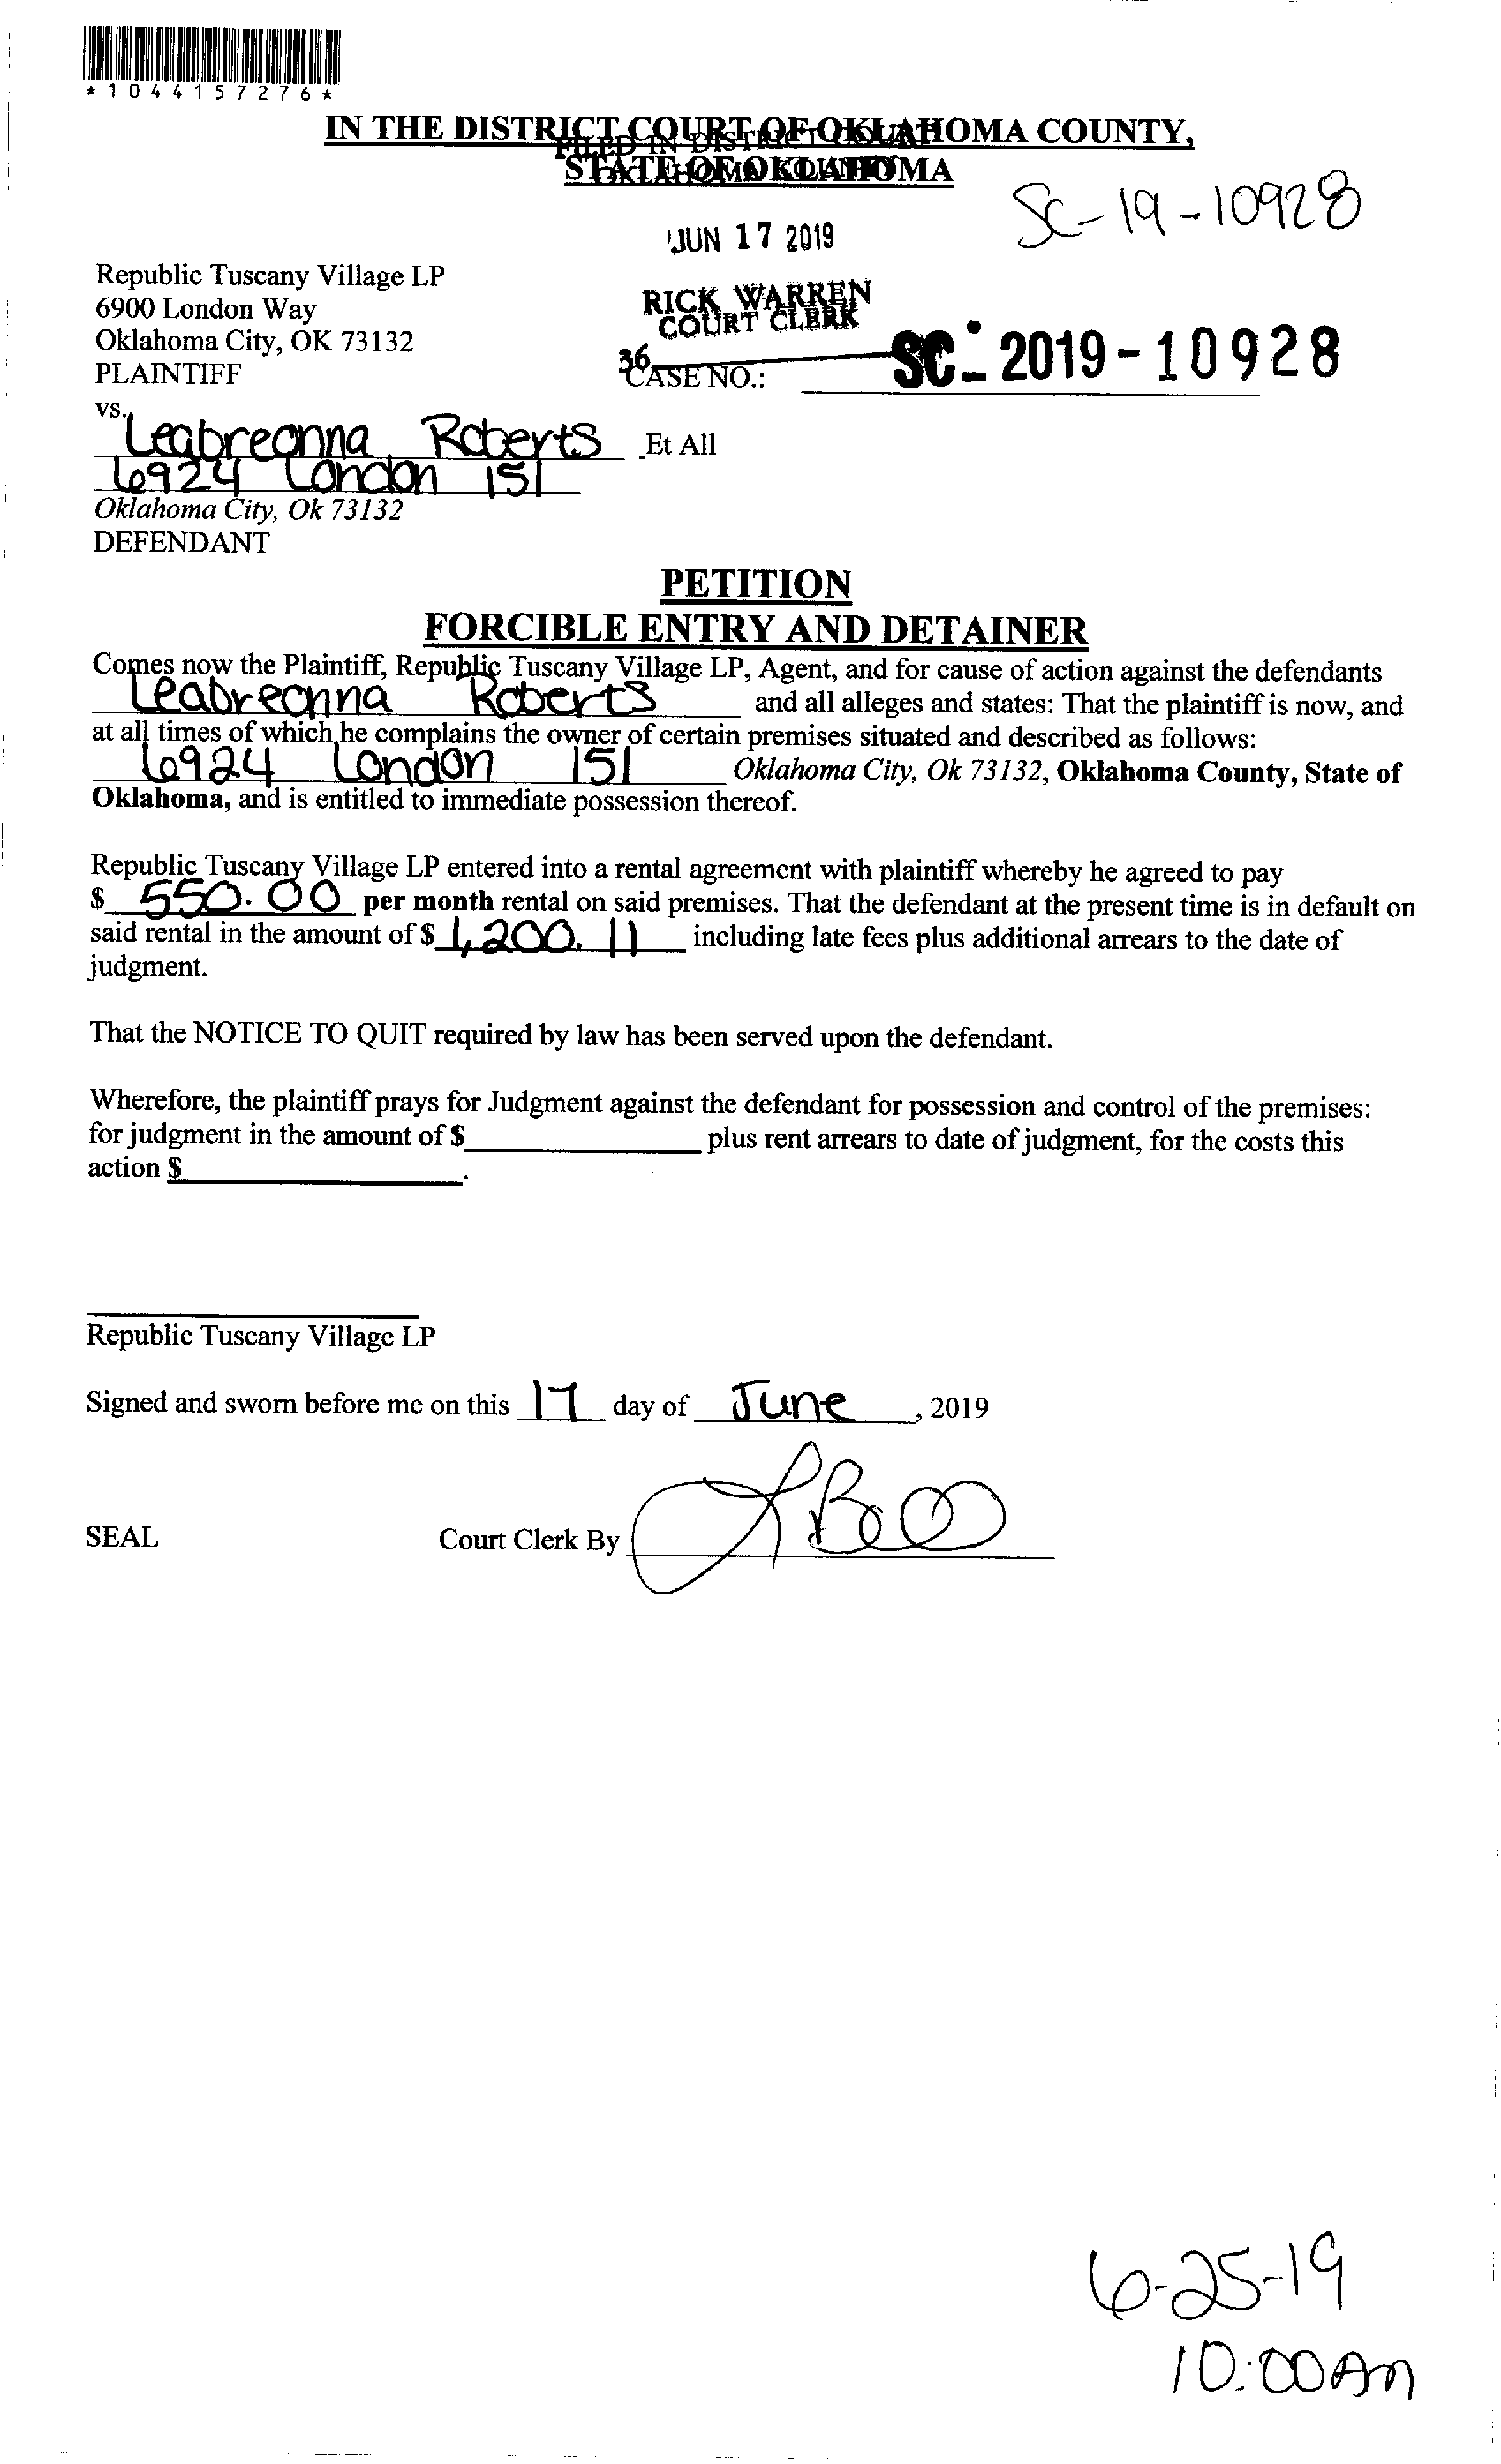 *1044157276*
IN THE DISTRICT COURT OF OKLAHOMA COUNTY,
FILED IN DISTRICT COURT
STATE OF OKLAHOMA
SC-19-10928
JUN 17 2019
Republic Tuscany Village LP
6900 London Way
Oklahoma City, OK 73132
PLAINTIFF
RICK WARREN
COURT CLERK
36
CASE NO.: SC-2019-10928
vs.
Leabreanna Roberts Et All
6924 London 151
Oklahoma City, Ok 73132
DEFENDANT
PETITION
FORCIBLE ENTRY AND DETAINER
Comes now the Plaintiff, Republic Tuscany Village LP, Agent, and for cause of action against the defendants
Leabreanna Roberts and all alleges and states: That the plaintiff is now, and
at all times of which he complains the owner of certain premises situated and described as follows:
6924 London 151 Oklahoma City, Ok 73132, Oklahoma County, State of
Oklahoma, and is entitled to immediate possession thereof.
Republic Tuscany Village LP entered into a rental agreement with plaintiff whereby he agreed to pay
$ 550.00 per month rental on said premises. That the defendant at the present time is in default on
said rental in the amount of $ 1,200.11 including late fees plus additional arrears to the date of
judgment.
That the NOTICE TO QUIT required by law has been served upon the defendant.
Wherefore, the plaintiff prays for Judgment against the defendant for possession and control of the premises:
for judgment in the amount of $ plus rent arrears to date of judgment, for the costs this
action $ .
Republic Tuscany Village LP
Signed and sworn before me on this 17 day of June, 2019
SEAL Court Clerk By
6-25-19
10:00Am